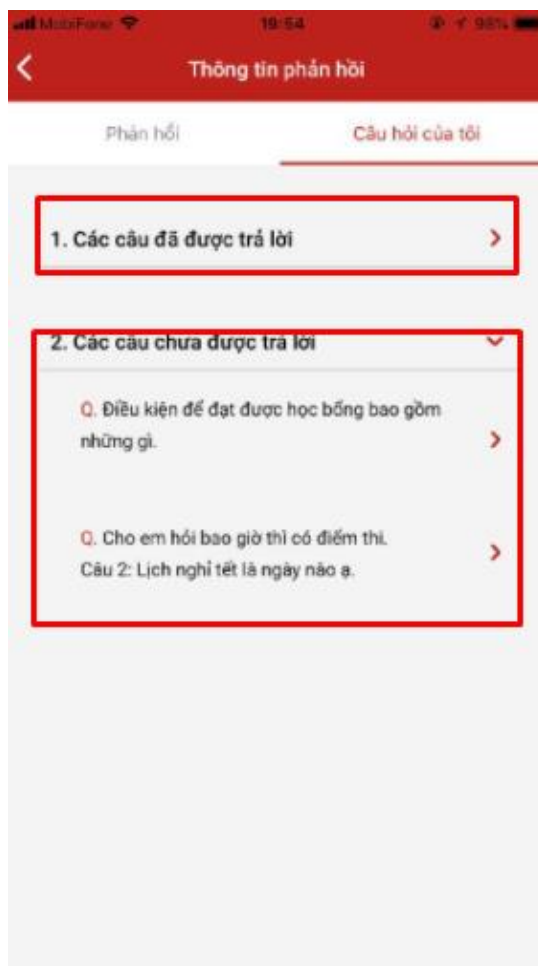 MobiFone 19:54 98%
Thông tin phản hồi
Phản hồi Câu hỏi của tôi
1. Các câu đã được trả lời
2. Các câu chưa được trả lời
Q. Điều kiện để đạt được học bổng bao gồm
những gì.
Q. Cho em hỏi bao giờ thì có điểm thi.
Câu 2: Lịch nghỉ tết là ngày nào ạ.